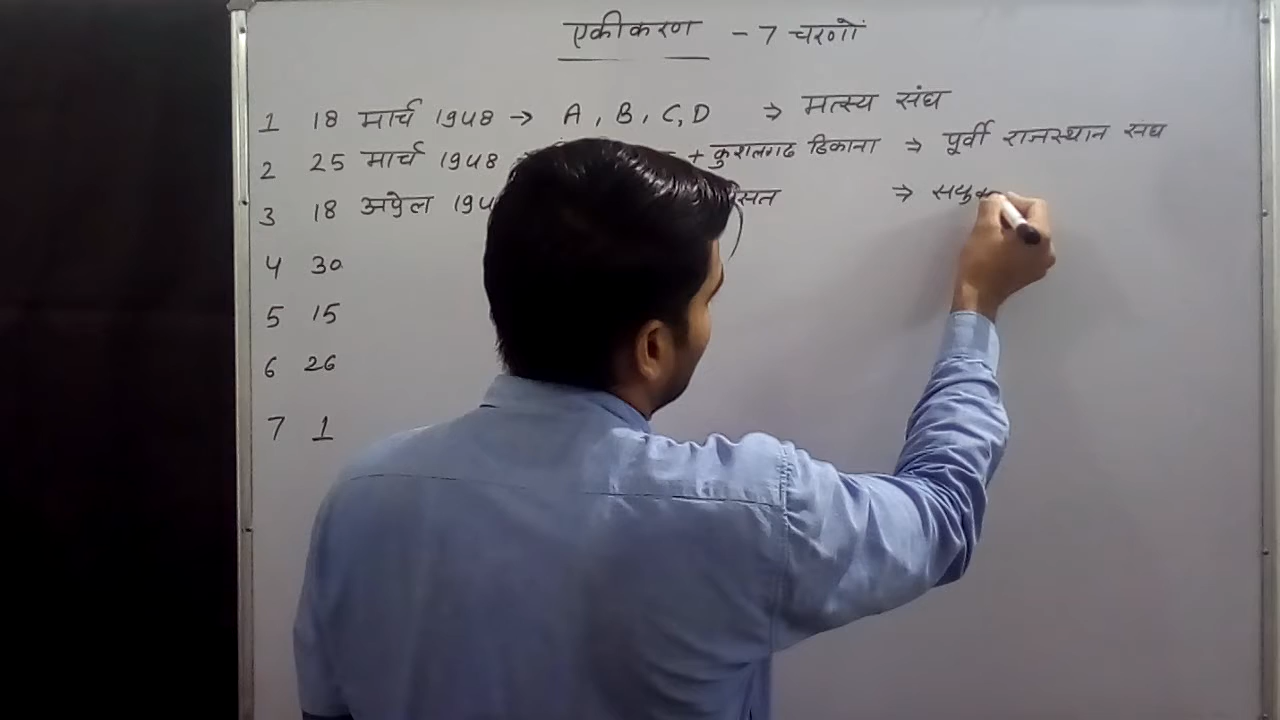 एकीकरण - 7 चरणों
1 18 मार्च 1948 → A, B, C, D ⇒ मत्स्य संघ
2 25 मार्च 1948 + कुशलगढ ठिकाना ⇒ पूर्वी राजस्थान संघ
3 18 अप्रेल ⇒
4 30
5 15
6 26
7 1